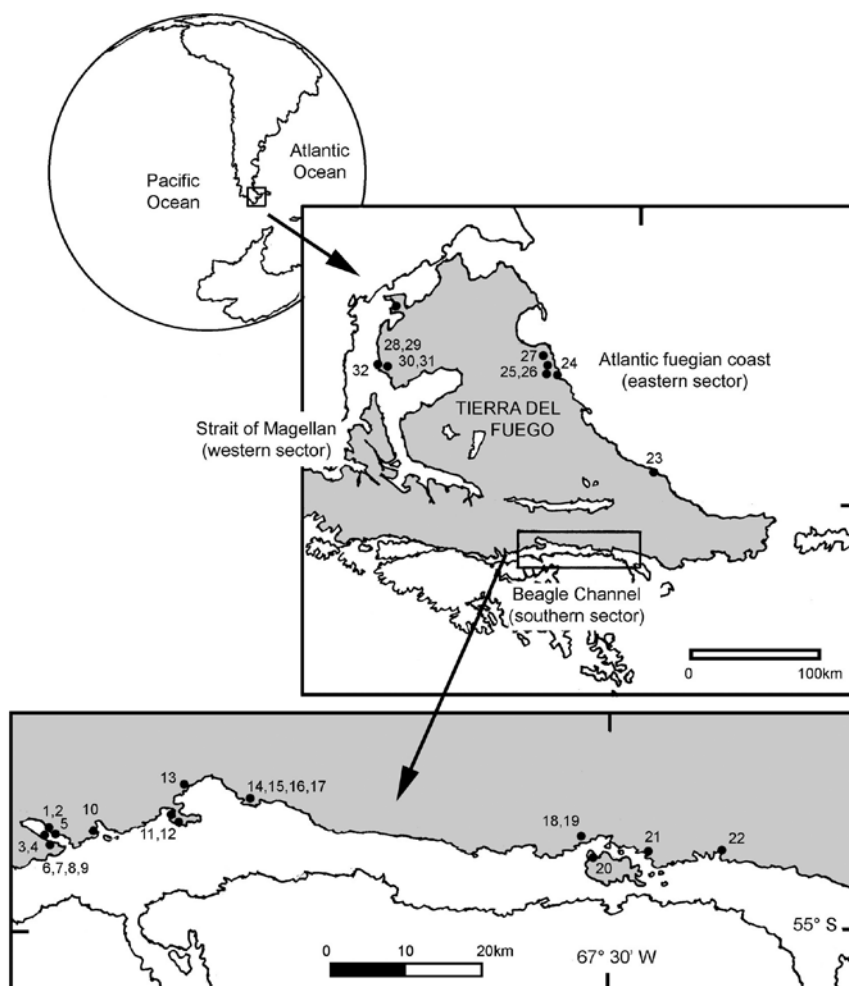 Pacific
Ocean
Atlantic
Ocean
28,29
30,31
32
27
25,26
24
Atlantic fuegian coast
(eastern sector)
TIERRA DEL
FUEGO
Strait of Magellan
(western sector)
23
Beagle Channel
(southern sector)
0
100km
13
14,15,16,17
1,2
5
10
11,12
3,4
6,7,8,9
18,19
20
21
22
55° S
0
10
20km
67° 30' W